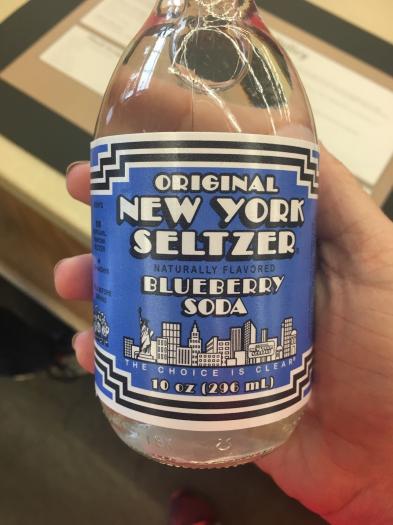 ORIGINAL
NEW YORK
SELTZER
NATURALLY FLAVORED
BLUEBERRY
SODA
THE CHOICE IS CLEAR
10 OZ (296 mL)